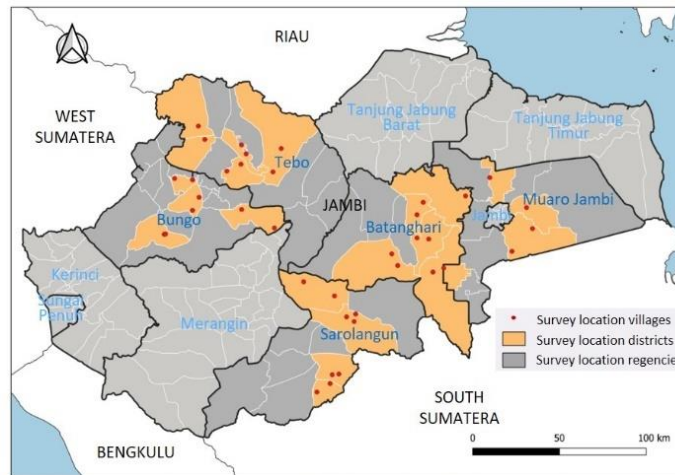 RIAU
WEST
SUMATERA
Tanjung Jabung
Barat
Tanjung Jabung
Timur
Tebo
Bungo
JAMBI
Batanghari
Jambi
Muaro Jambi
Kerinci
Sungai
Penuh
Merangin
Sarolangun
Survey location villages
Survey location districts
Survey location regencie
SOUTH
SUMATERA
BENGKULU
0 50 100 km